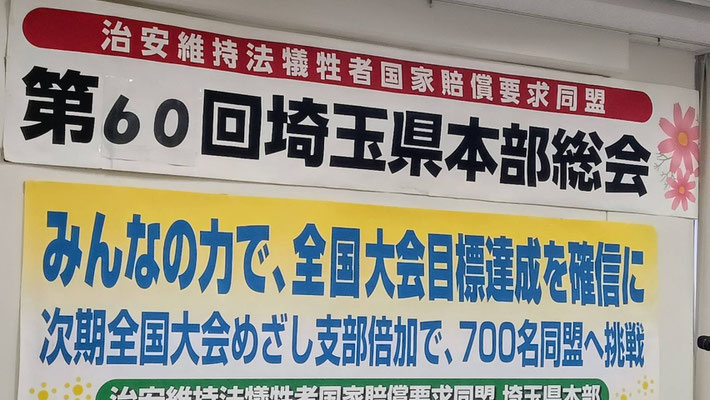 治安維持法犠牲者国家賠償要求同盟
第60回埼玉県本部総会
みんなの力で、全国大会目標達成を確信に
次期全国大会めざし支部倍加で、700名同盟へ挑戦
治安維持法犠牲者国家賠償要求同盟 埼玉県本部